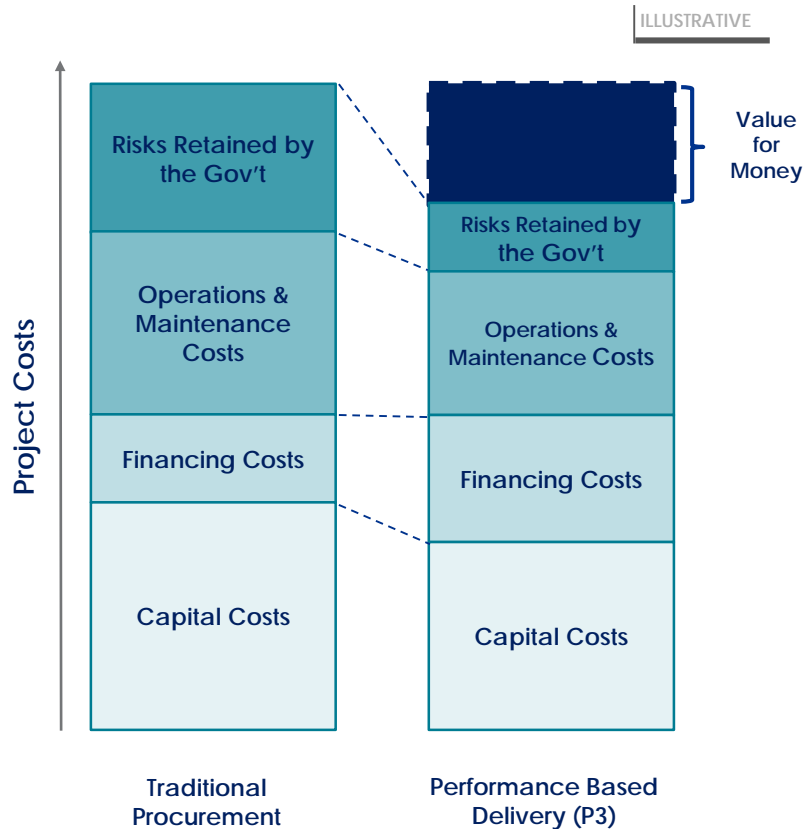 ILLUSTRATIVE
Project Costs
Risks Retained by
the Gov't
Operations &
Maintenance
Costs
Financing Costs
Capital Costs
Traditional
Procurement
Risks Retained by
the Gov't
Operations &
Maintenance Costs
Financing Costs
Capital Costs
Performance Based
Delivery (P3)
Value
for
Money